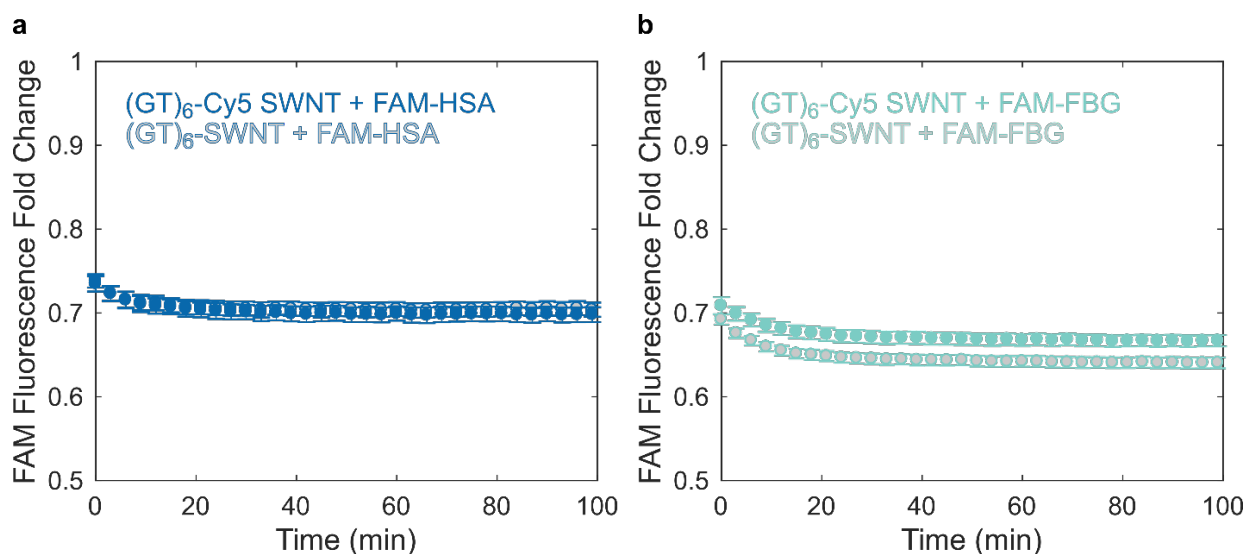 a
FAM Fluorescence Fold Change
1
0.9
0.8
0.7
0.6
0.5
(GT)6-Cy5 SWNT + FAM-HSA
(GT)6-SWNT + FAM-HSA
0 20 40 60 80 100
Time (min)
b
FAM Fluorescence Fold Change
1
0.9
0.8
0.7
0.6
0.5
(GT)6-Cy5 SWNT + FAM-FBG
(GT)6-SWNT + FAM-FBG
0 20 40 60 80 100
Time (min)